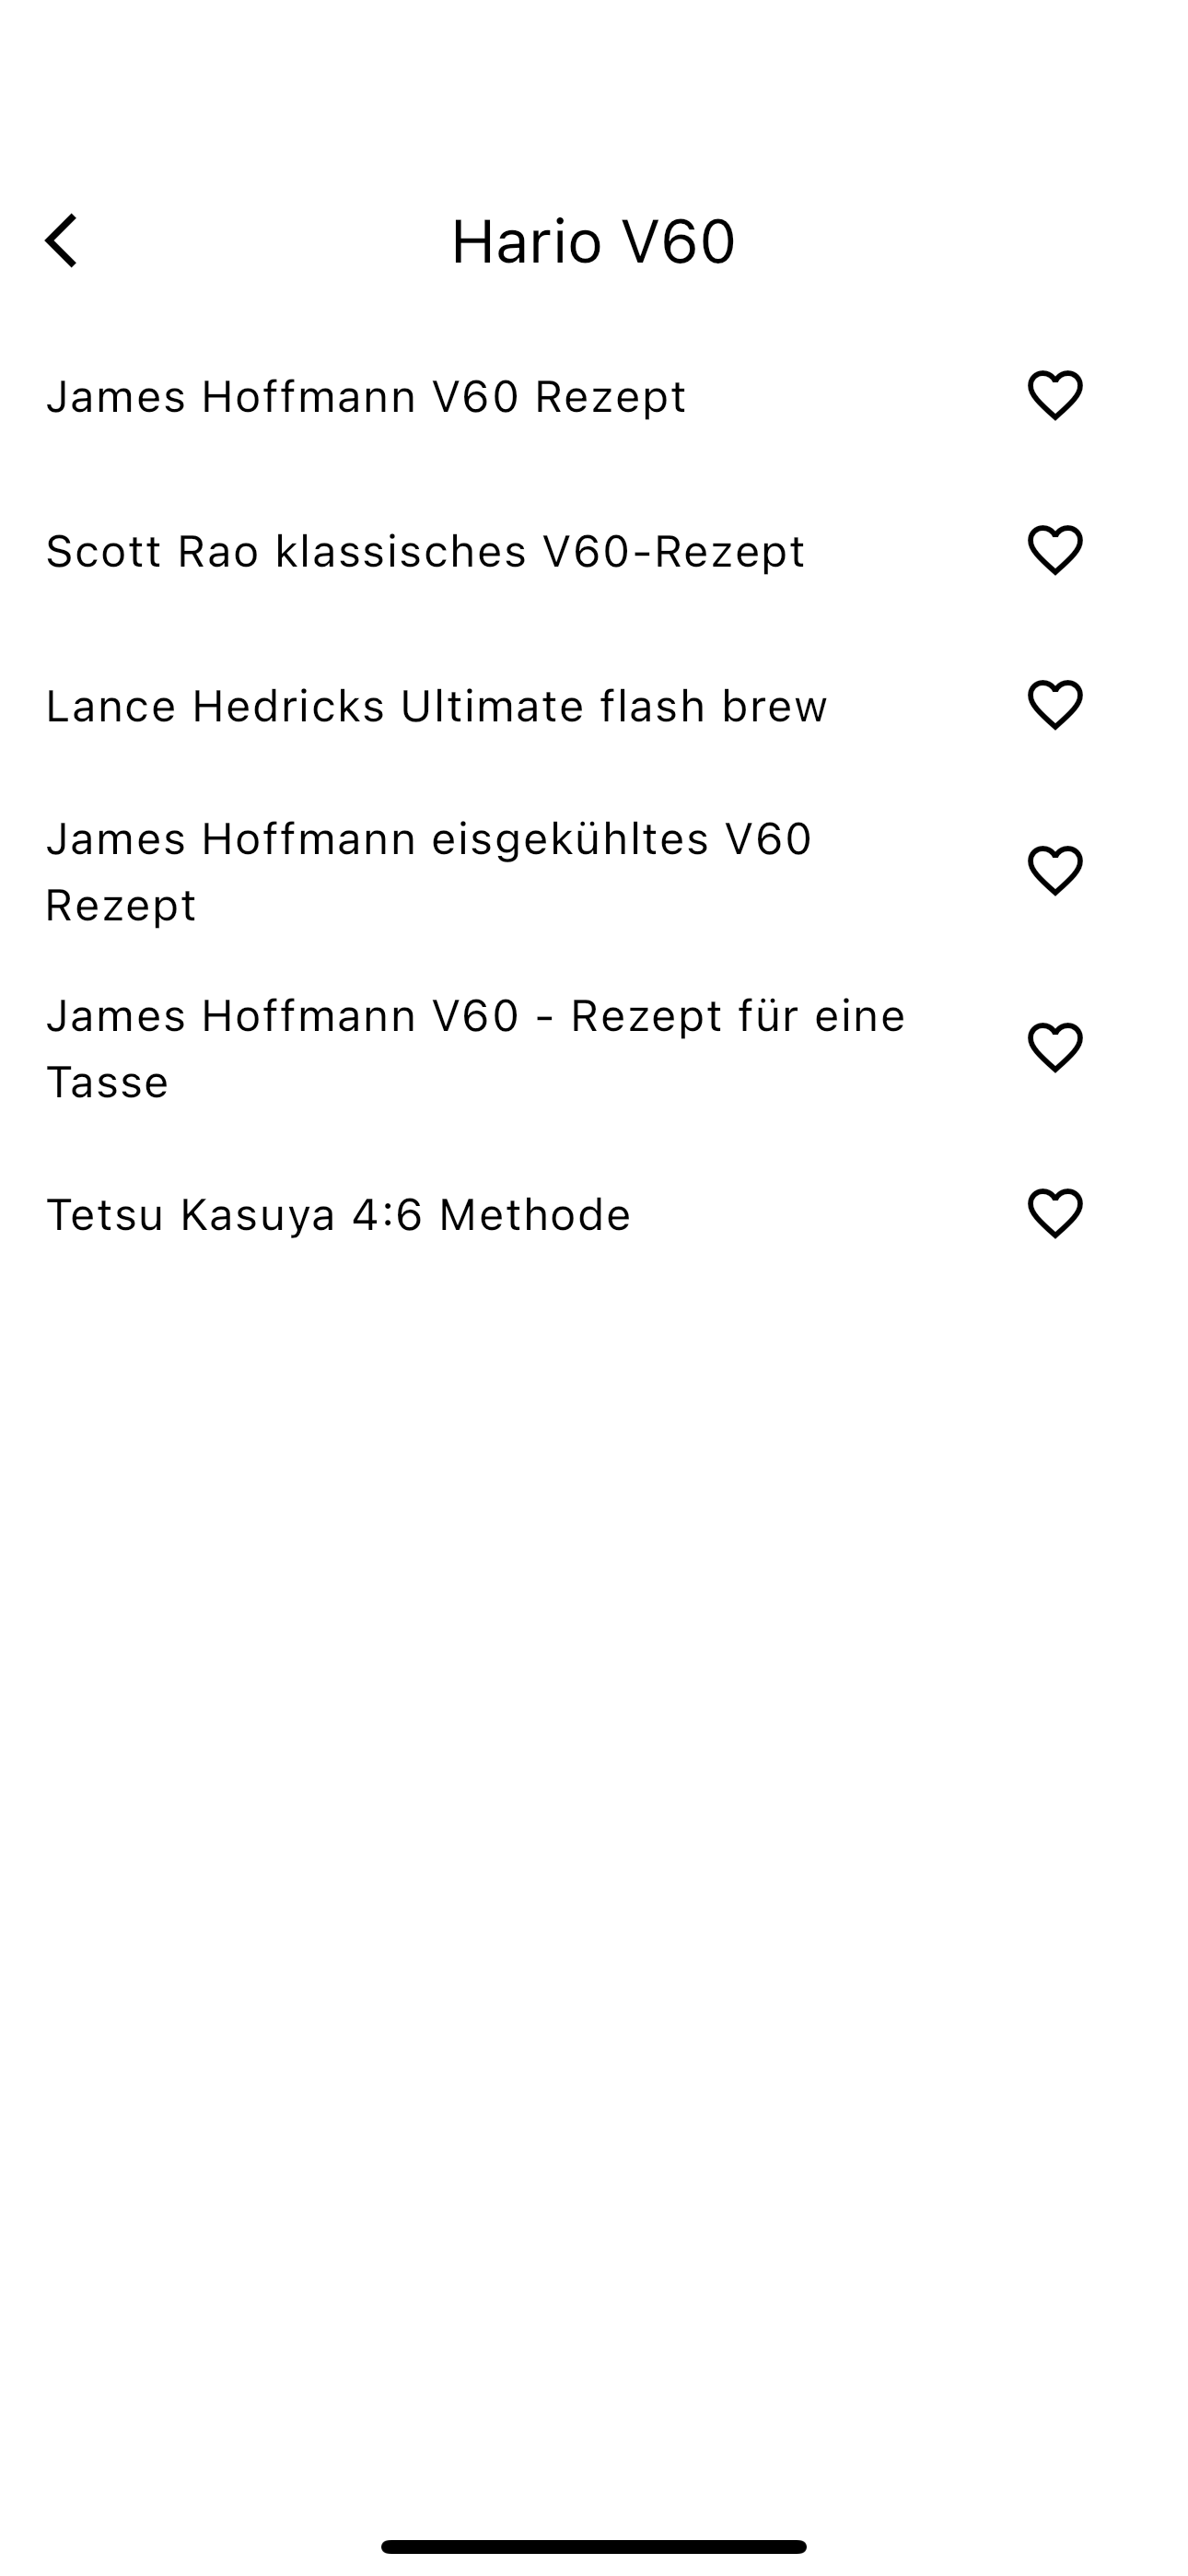 Hario V60
James Hoffmann V60 Rezept
Scott Rao klassisches V60-Rezept
Lance Hedricks Ultimate flash brew
James Hoffmann eisgekühltes V60
Rezept
James Hoffmann V60 - Rezept für eine
Tasse
Tetsu Kasuya 4:6 Methode